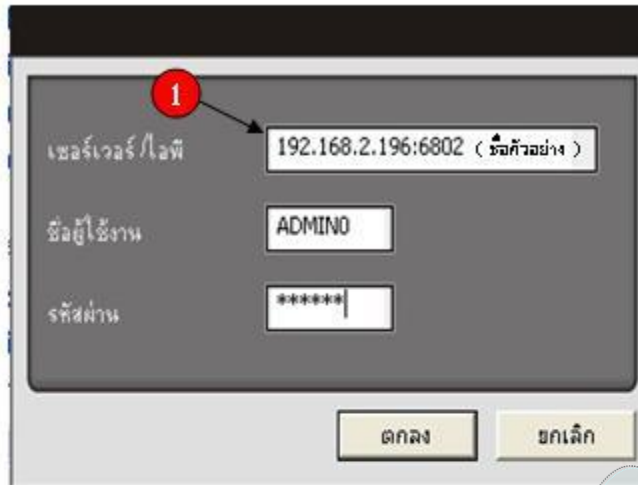 1
เซอร์เวอร์/ไอพี 192.168.2.196:6802 ( ชื่อตัวอย่าง )
ชื่อผู้ใช้งาน ADMIN0
รหัสผ่าน ******
ตกลง ยกเลิก